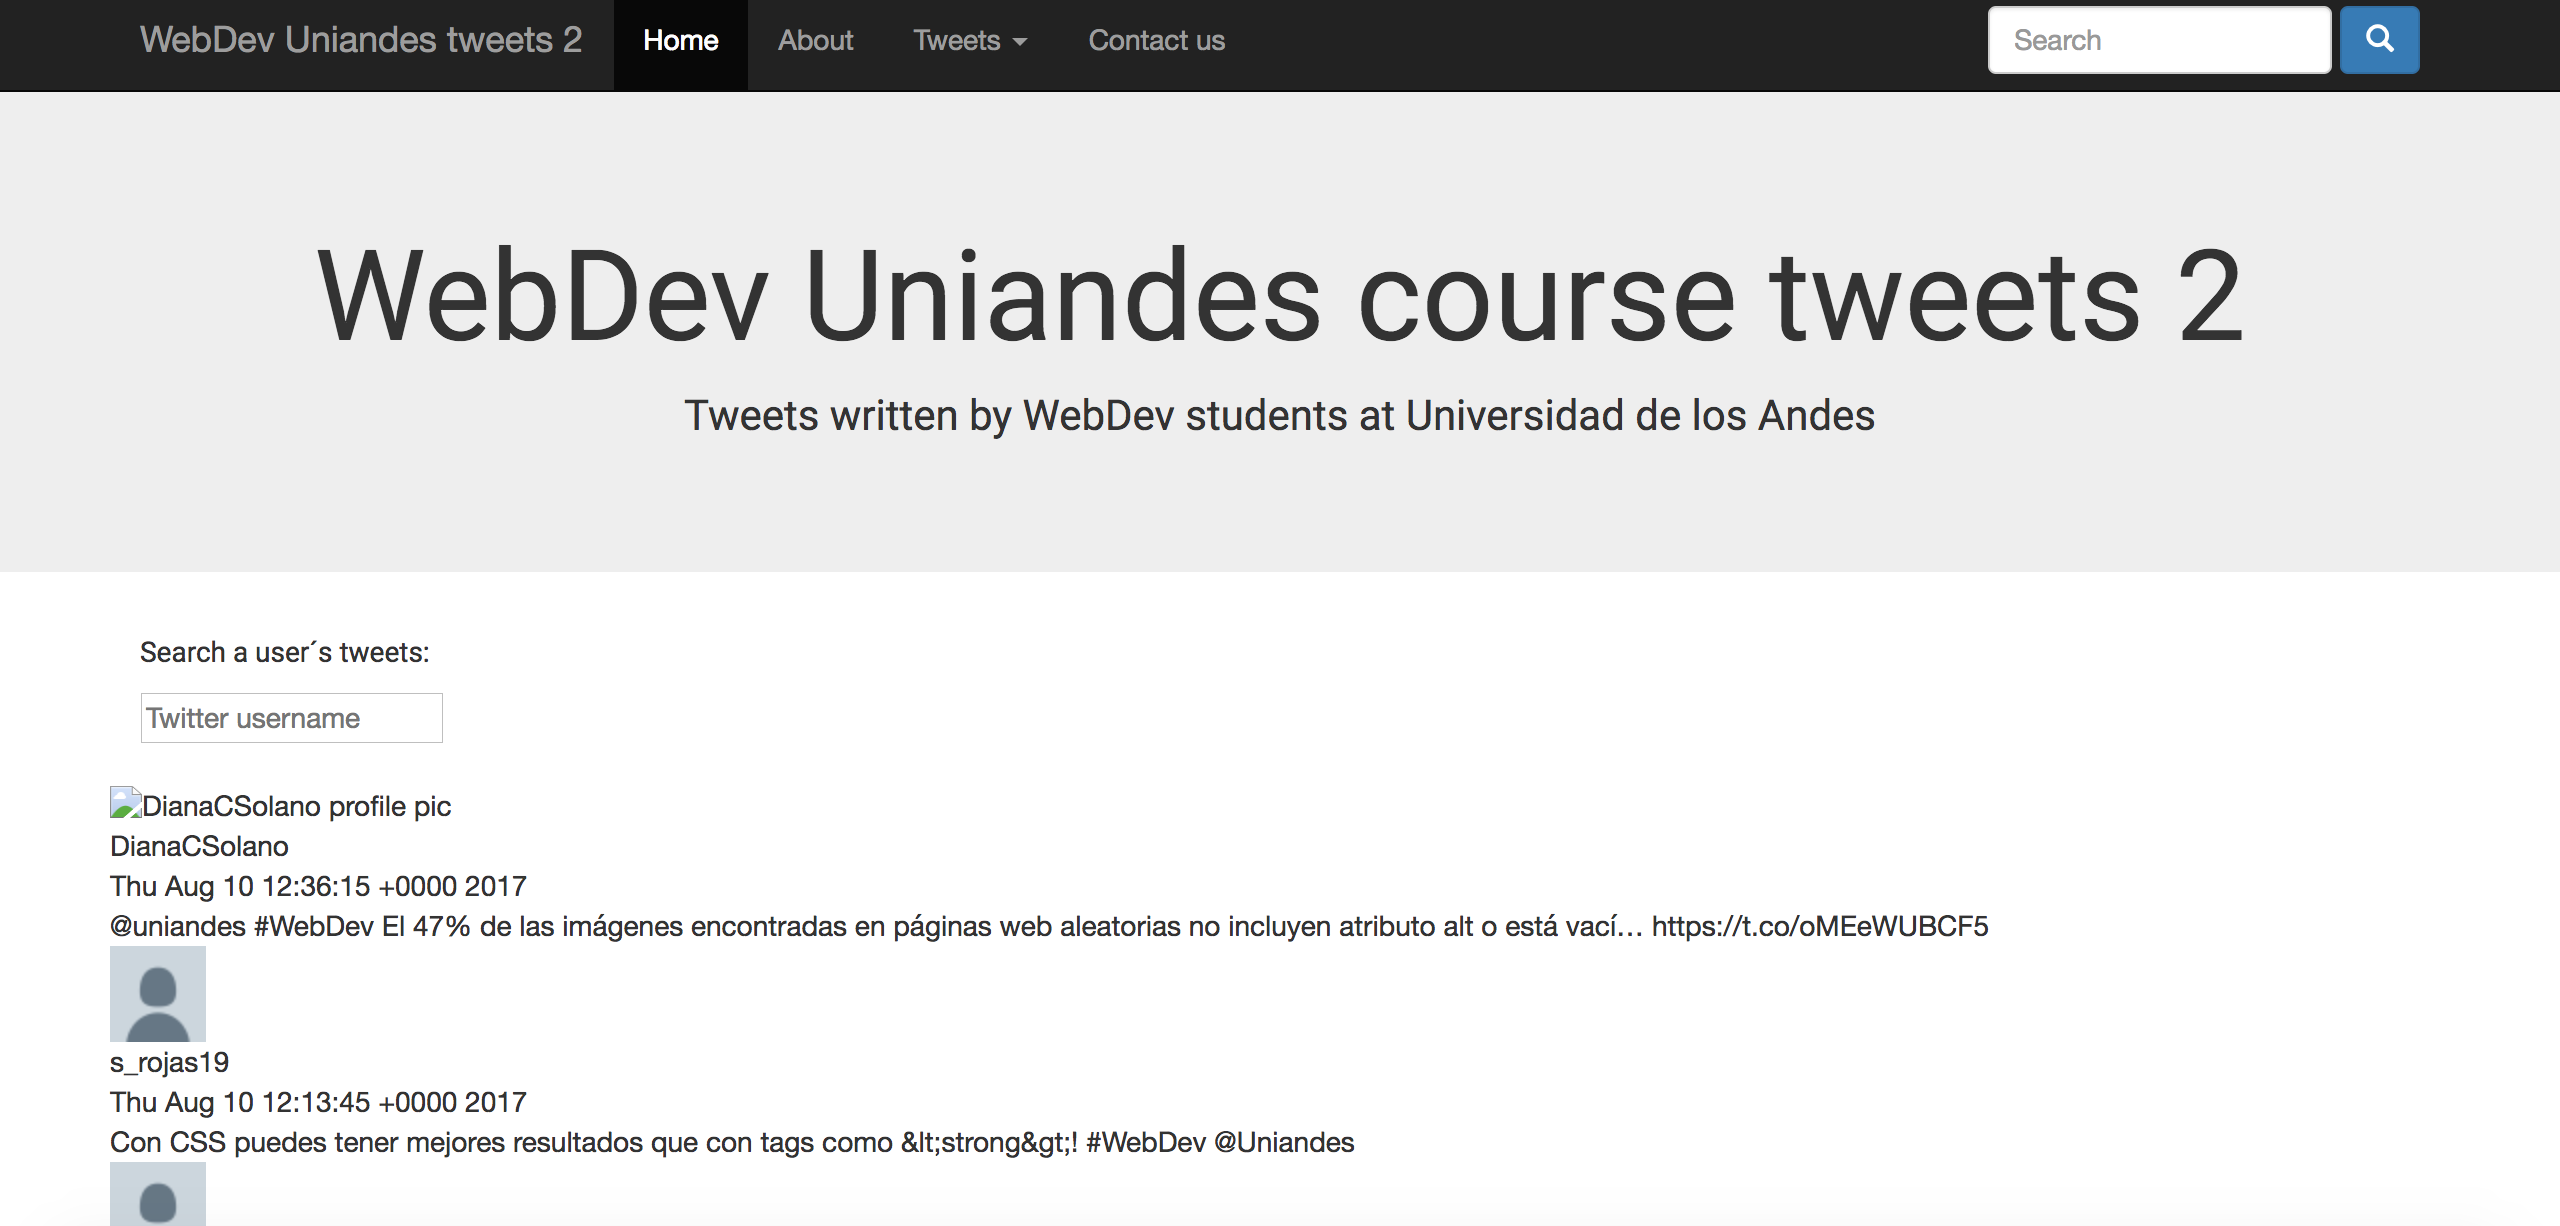 WebDev Uniandes tweets 2 Home About Tweets Contact us Search
WebDev Uniandes course tweets 2
Tweets written by WebDev students at Universidad de los Andes
Search a user´s tweets:
Twitter username
DianaCSolano profile pic
DianaCSolano
Thu Aug 10 12:36:15 +0000 2017
@uniandes #WebDev El 47% de las imágenes encontradas en páginas web aleatorias no incluyen atributo alt o está vací… https://t.co/oMEeWUBCF5
s_rojas19
Thu Aug 10 12:13:45 +0000 2017
Con CSS puedes tener mejores resultados que con tags como &lt;strong&gt;! #WebDev @Uniandes